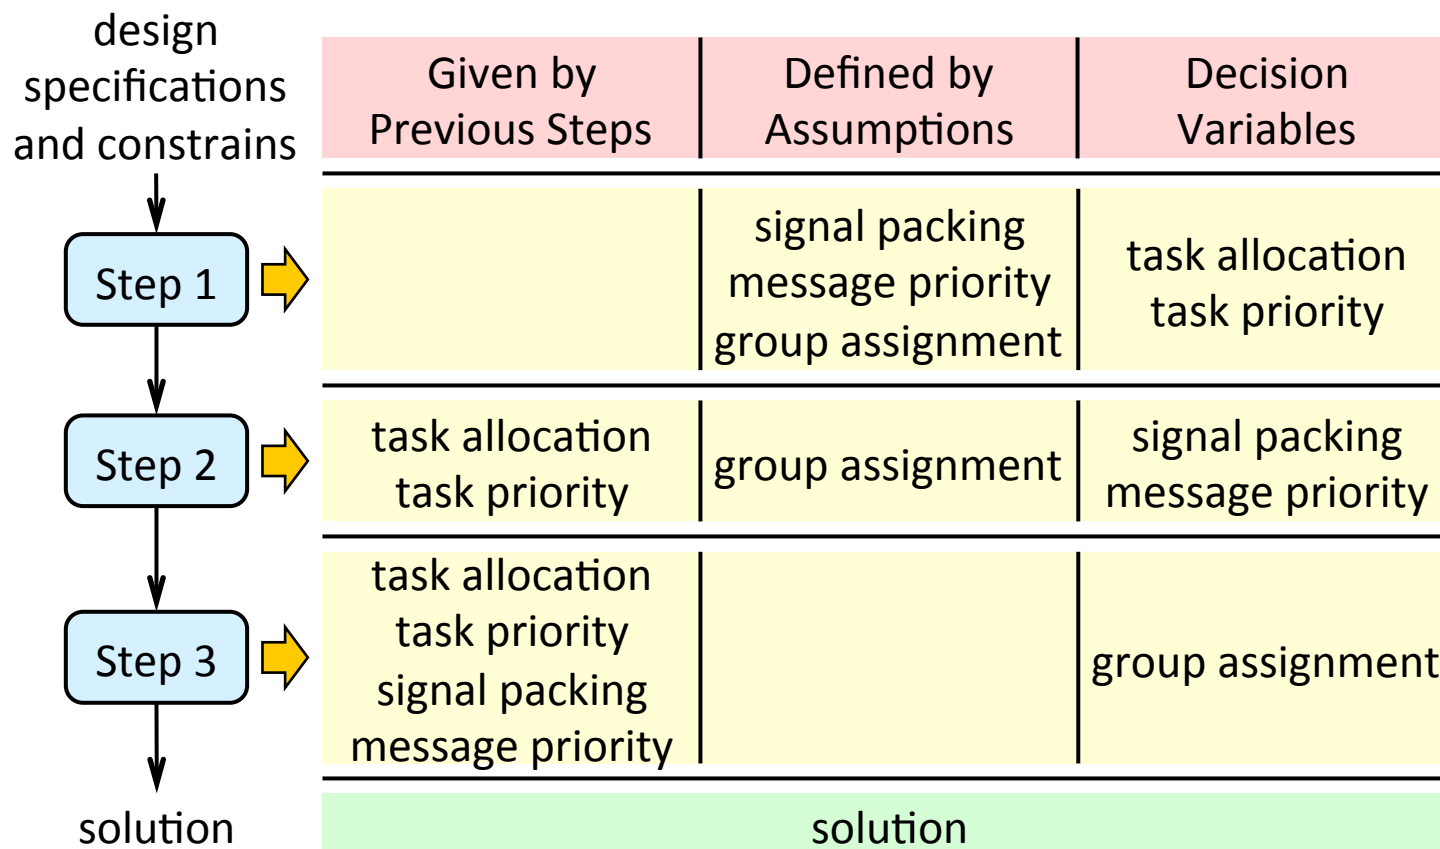 design
specifications
and constrains
Given by
Previous Steps
Defined by
Assumptions
Decision
Variables
Step 1
signal packing
message priority
group assignment
task allocation
task priority
Step 2
task allocation
task priority
group assignment
signal packing
message priority
Step 3
task allocation
task priority
signal packing
message priority
group assignment
solution
solution